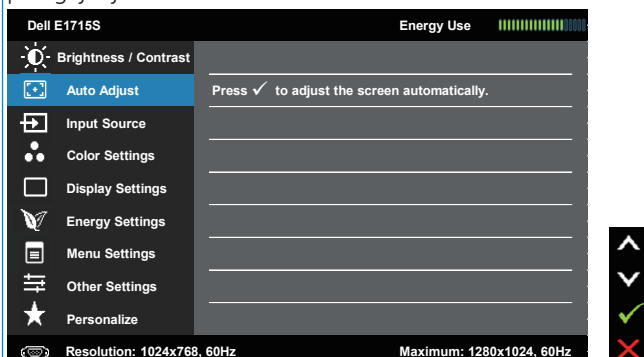 Dell E1715S Energy Use
Brightness / Contrast
Auto Adjust Press ✓ to adjust the screen automatically.
Input Source
Color Settings
Display Settings
Energy Settings
Menu Settings
Other Settings
Personalize
Resolution: 1024x768, 60Hz Maximum: 1280x1024, 60Hz